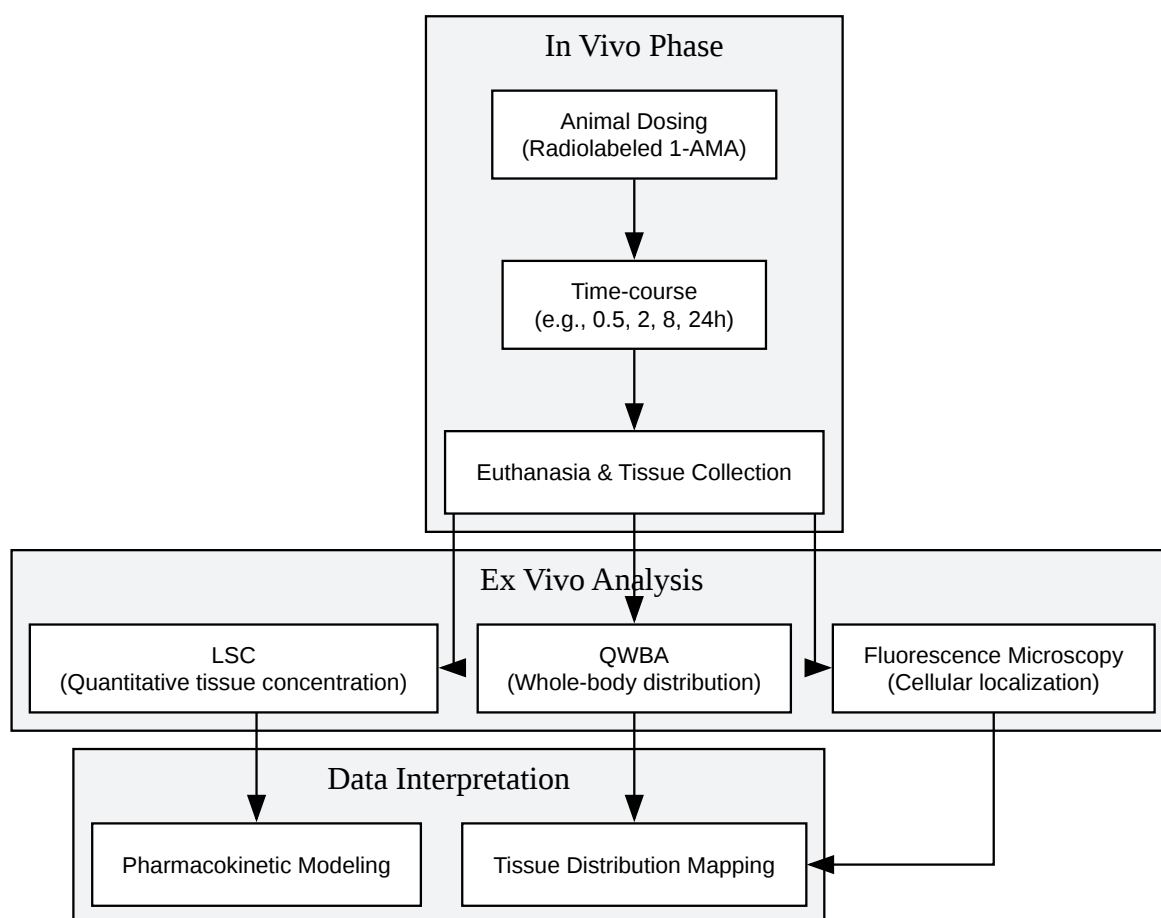 In Vivo Phase
Animal Dosing
(Radiolabeled 1-AMA)
Time-course
(e.g., 0.5, 2, 8, 24h)
Euthanasia & Tissue Collection
Ex Vivo Analysis
LSC
(Quantitative tissue concentration)
QWBA
(Whole-body distribution)
Fluorescence Microscopy
(Cellular localization)
Data Interpretation
Pharmacokinetic Modeling
Tissue Distribution Mapping